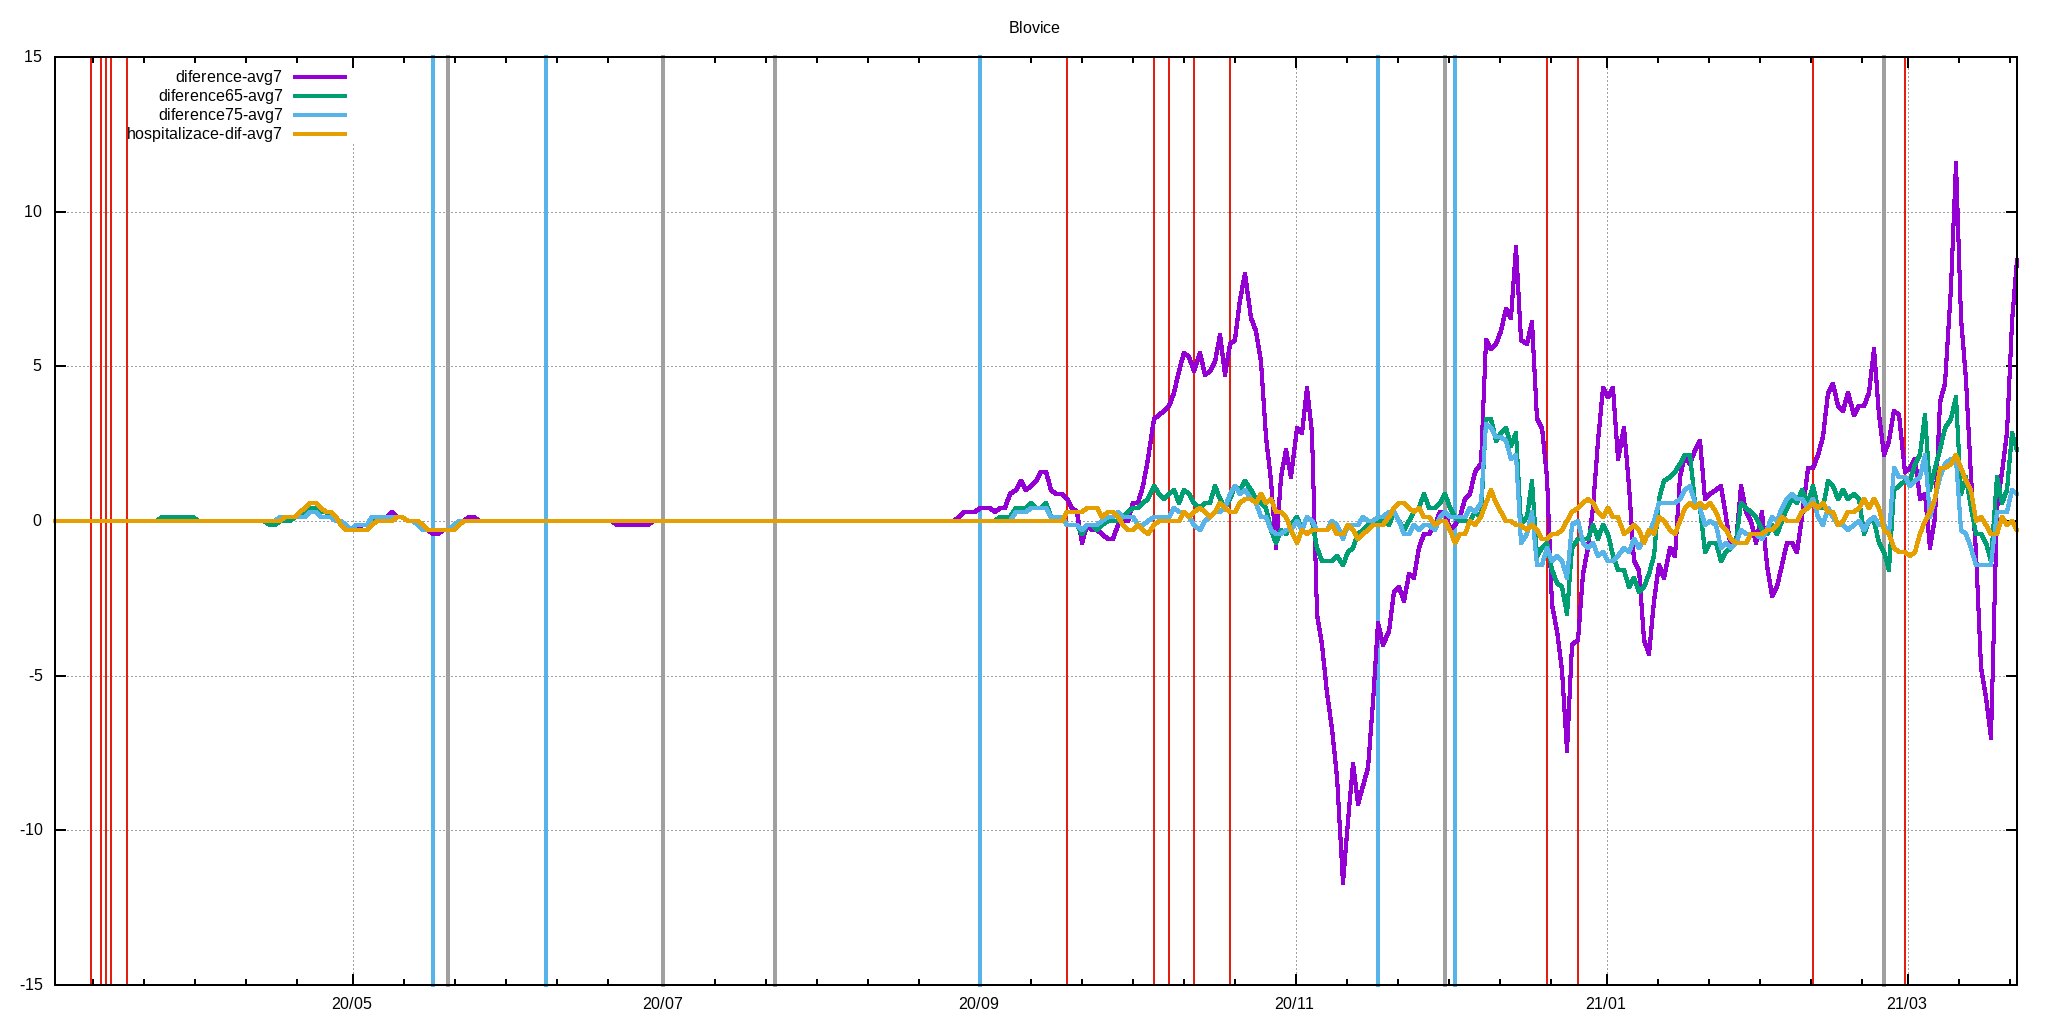 Blovice
15
diference-avg7
diference65-avg7
diference75-avg7
hospitalizace-dif-avg7
10
5
0
-5
-10
-15
20/05
20/07
20/09
20/11
21/01
21/03